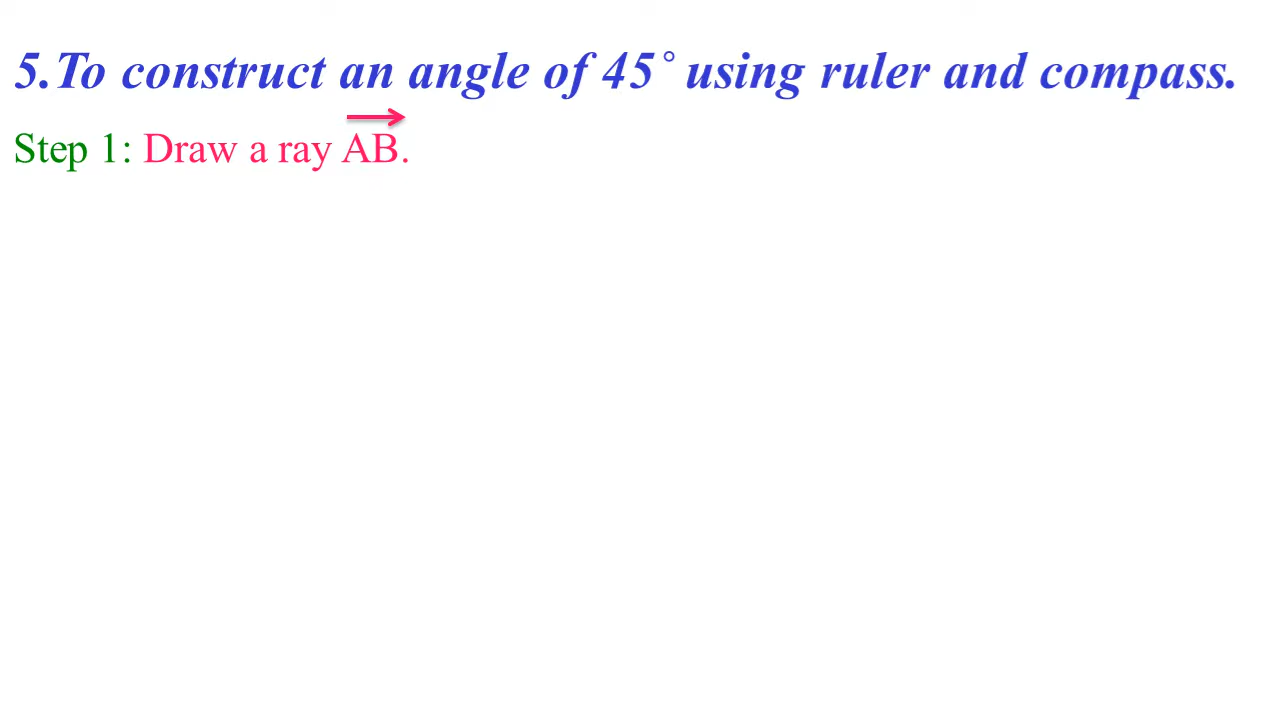 5.To construct an angle of 45° using ruler and compass.
Step 1: Draw a ray AB.